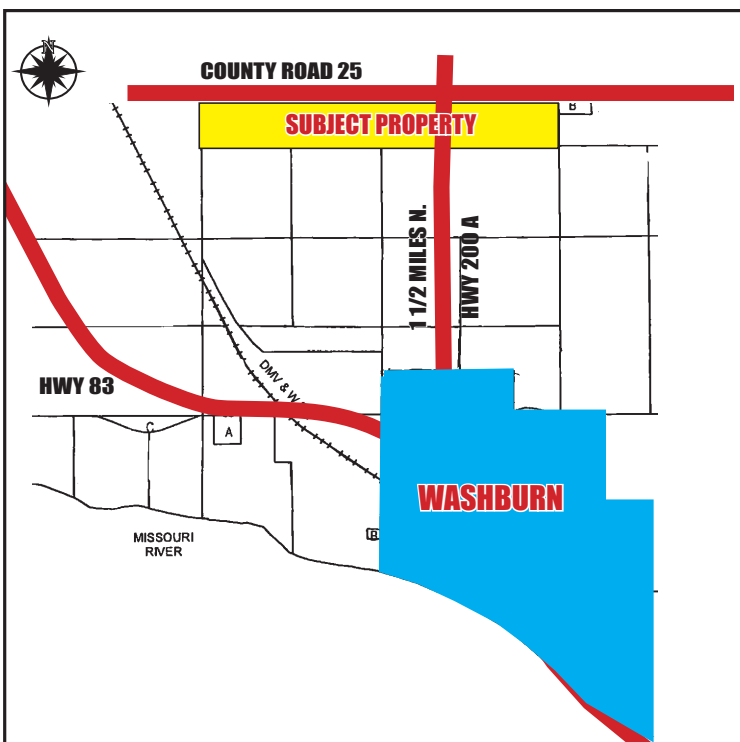 N
COUNTY ROAD 25
B
SUBJECT PROPERTY
1 1/2 MILES N.
HWY 200 A
DMV & W
HWY 83
C
A
WASHBURN
B
MISSOURI
RIVER